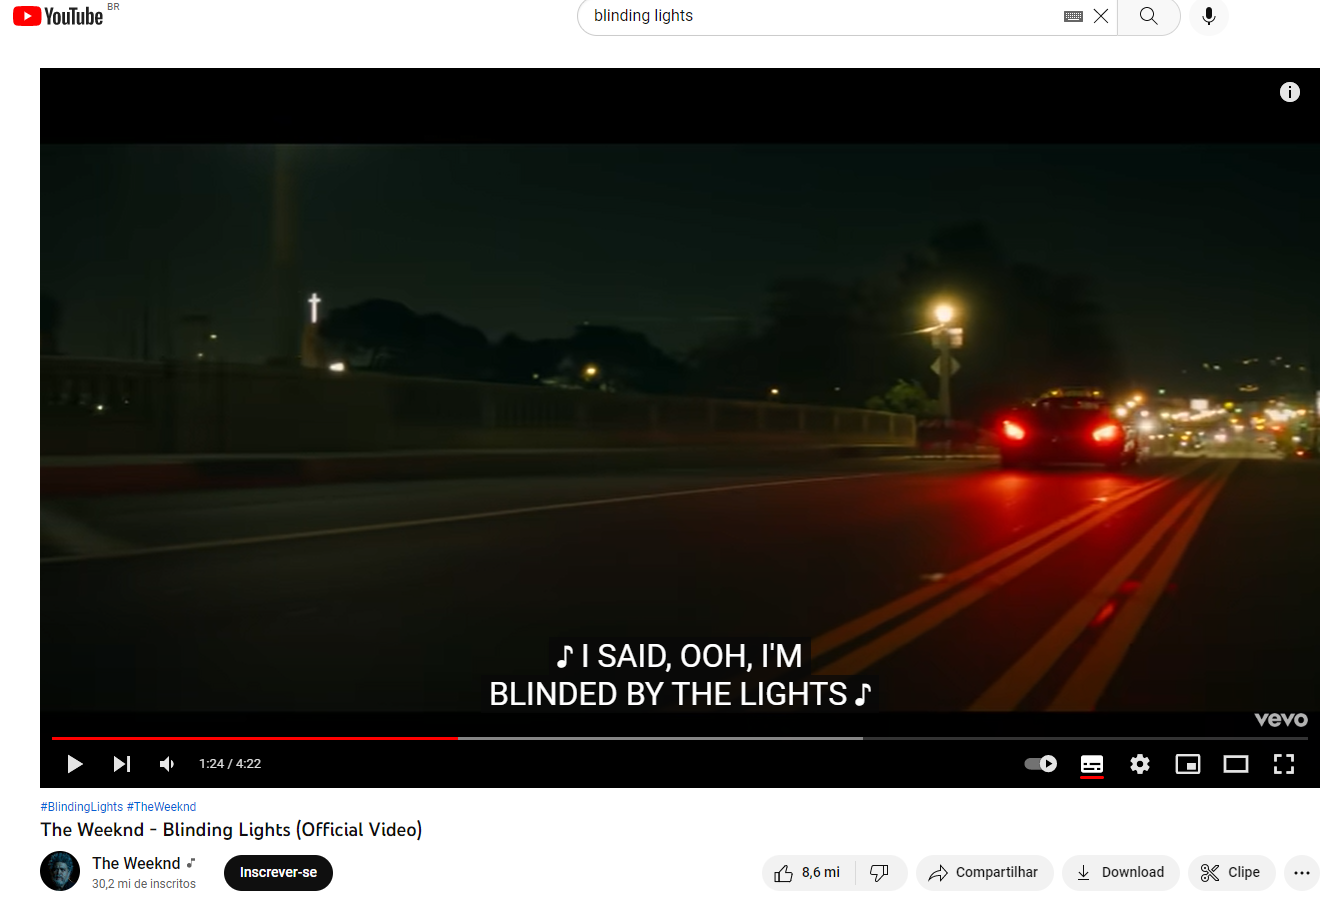 YouTube BR
blinding lights
♪ I SAID, OOH, I'M
BLINDED BY THE LIGHTS ♪
vevo
1:24 / 4:22
#BlindingLights #TheWeeknd
The Weeknd - Blinding Lights (Official Video)
The Weeknd
30,2 mi de inscritos
Inscrever-se
8,6 mi
Compartilhar
Download
Clipe